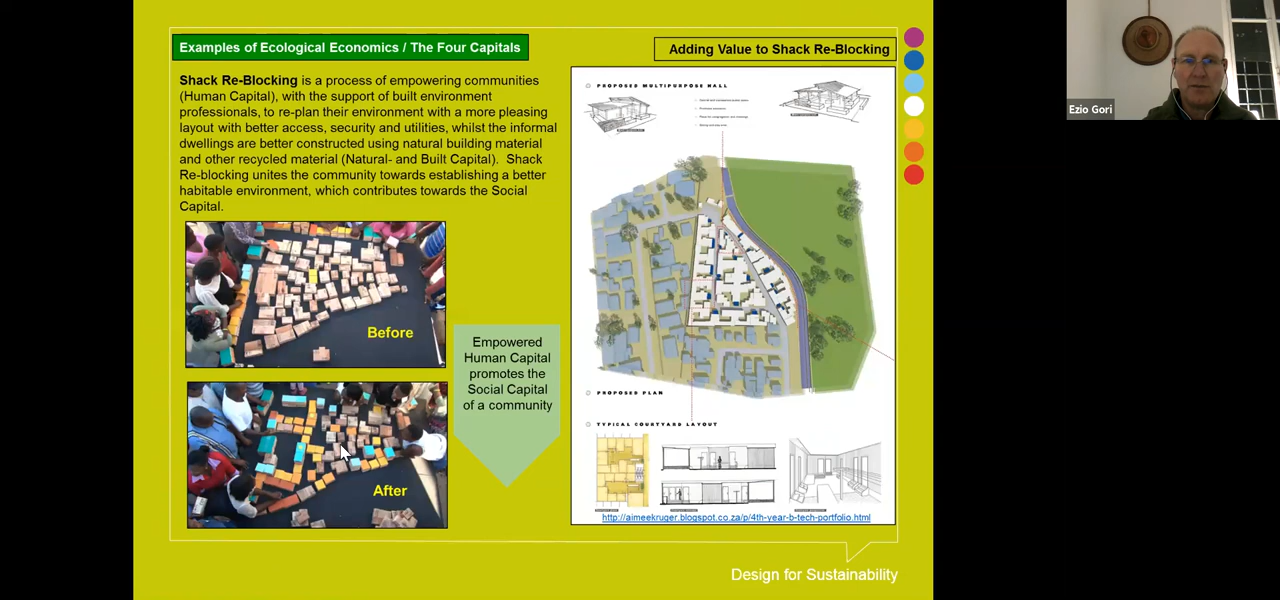 Examples of Ecological Economics / The Four Capitals
Adding Value to Shack Re-Blocking
Shack Re-Blocking is a process of empowering communities
(Human Capital), with the support of built environment
professionals, to re-plan their environment with a more pleasing
layout with better access, security and utilities, whilst the informal
dwellings are better constructed using natural building material
and other recycled material (Natural- and Built Capital).  Shack
Re-blocking unites the community towards establishing a better
habitable environment, which contributes towards the Social
Capital.
Before
After
Empowered
Human Capital
promotes the
Social Capital
of a community
PROPOSED MULTIPURPOSE HALL
PROPOSED PLAN
TYPICAL COURTYARD LAYOUT
http://aimeekruger.blogspot.co.za/p/4th-year-b-tech-portfolio.html
Design for Sustainability
Ezio Gori